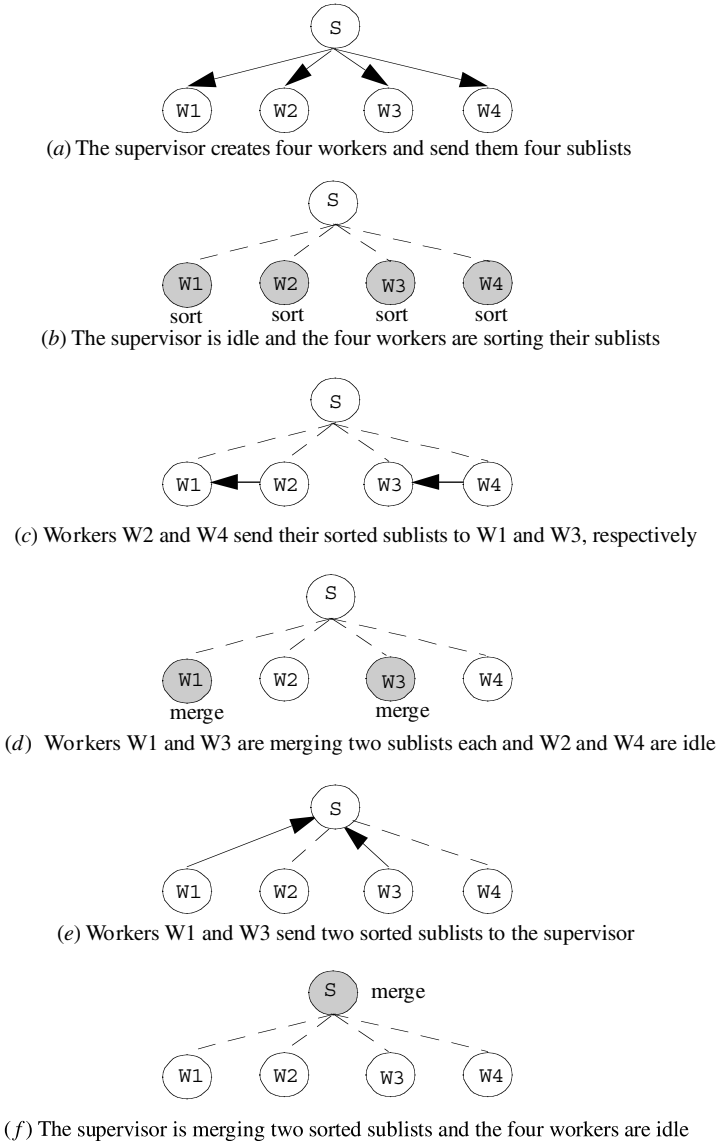 S
W1 W2 W3 W4
(a) The supervisor creates four workers and send them four sublists
S
W1 W2 W3 W4
sort sort sort sort
(b) The supervisor is idle and the four workers are sorting their sublists
S
W1 W2 W3 W4
(c) Workers W2 and W4 send their sorted sublists to W1 and W3, respectively
S
W1 W2 W3 W4
merge merge
(d) Workers W1 and W3 are merging two sublists each and W2 and W4 are idle
S
W1 W2 W3 W4
(e) Workers W1 and W3 send two sorted sublists to the supervisor
S merge
W1 W2 W3 W4
(f) The supervisor is merging two sorted sublists and the four workers are idle